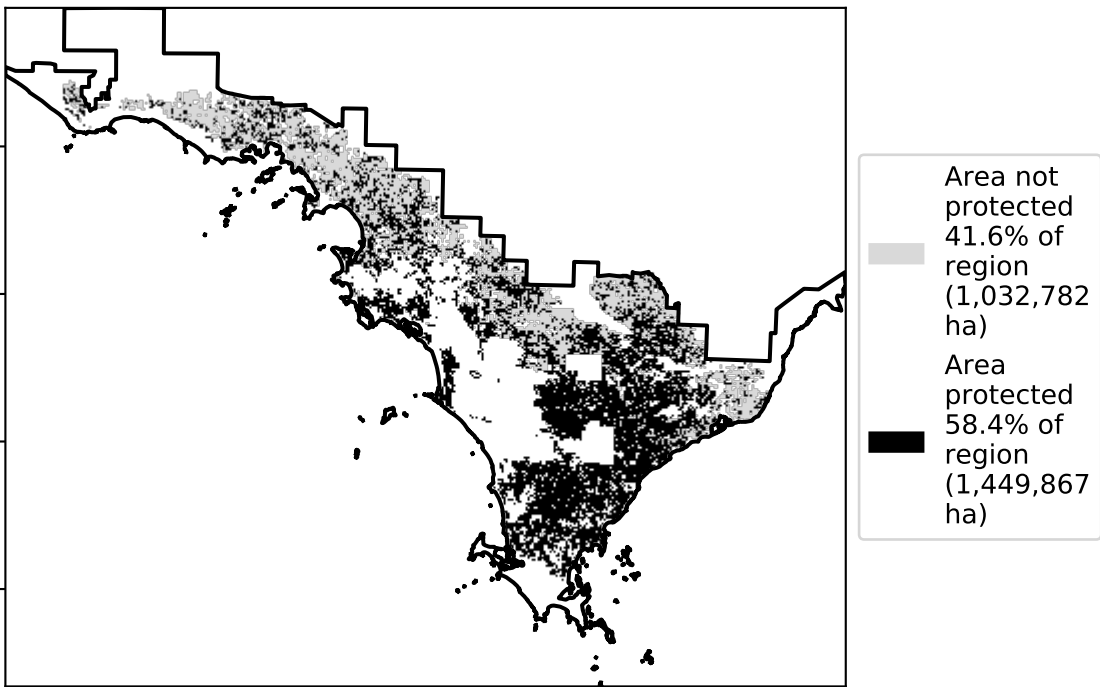 Area not
protected
41.6% of
region
(1,032,782
ha)
Area
protected
58.4% of
region
(1,449,867
ha)